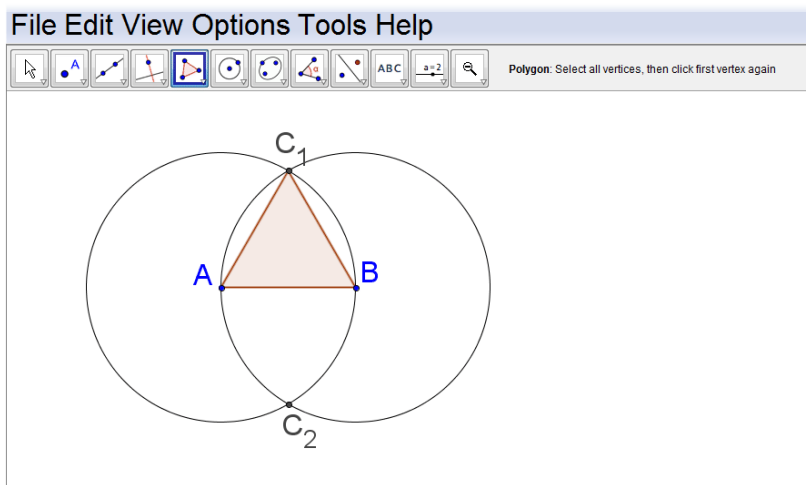 File Edit View Options Tools Help
A ABC a=2 Polygon: Select all vertices, then click first vertex again
C1
A B
C2